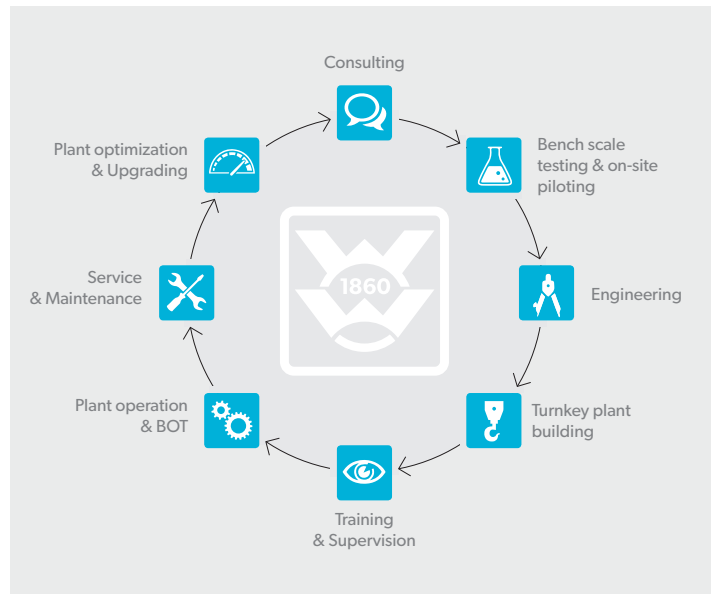 Consulting
Bench scale
testing & on-site
piloting
Engineering
Turnkey plant
building
Training
& Supervision
Plant operation
& BOT
Service
& Maintenance
Plant optimization
& Upgrading
1860